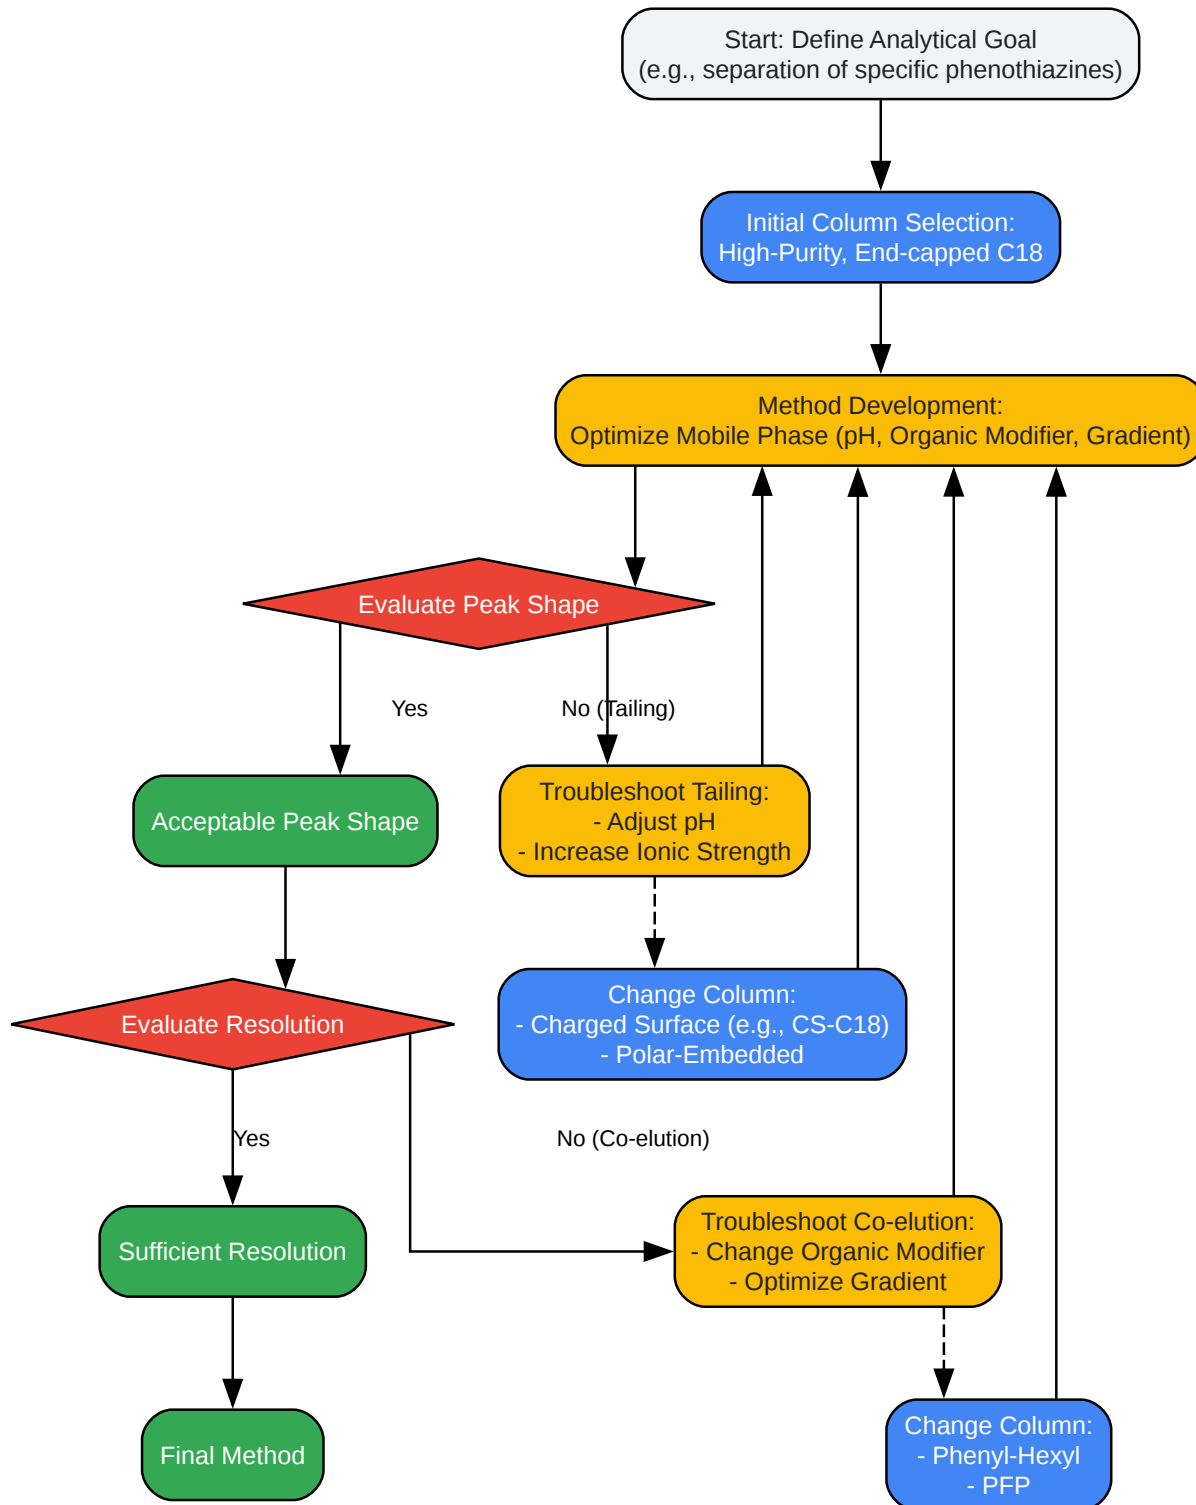 Start: Define Analytical Goal
(e.g., separation of specific phenothiazines)
Initial Column Selection:
High-Purity, End-capped C18
Method Development:
Optimize Mobile Phase (pH, Organic Modifier, Gradient)
Evaluate Peak Shape
Yes
No (Tailing)
Acceptable Peak Shape
Troubleshoot Tailing:
- Adjust pH
- Increase Ionic Strength
Change Column:
- Charged Surface (e.g., CS-C18)
- Polar-Embedded
Evaluate Resolution
Yes
No (Co-elution)
Sufficient Resolution
Troubleshoot Co-elution:
- Change Organic Modifier
- Optimize Gradient
Final Method
Change Column:
- Phenyl-Hexyl
- PFP